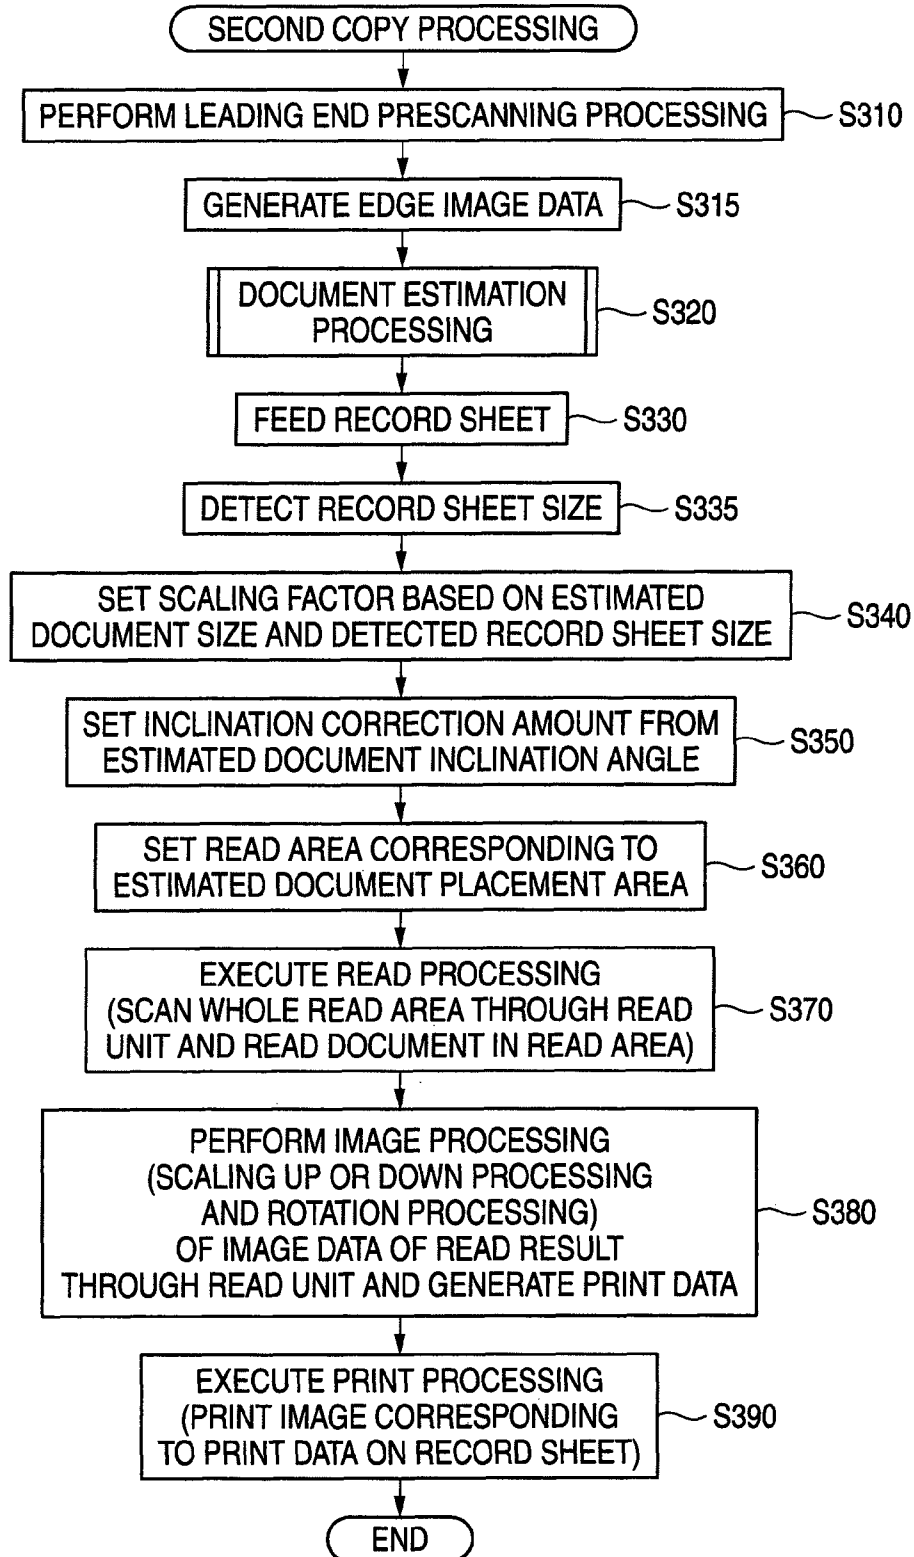 SECOND COPY PROCESSING
PERFORM LEADING END PRESCANNING PROCESSING
S310
GENERATE EDGE IMAGE DATA
S315
DOCUMENT ESTIMATION
PROCESSING
S320
FEED RECORD SHEET
S330
DETECT RECORD SHEET SIZE
S335
SET SCALING FACTOR BASED ON ESTIMATED
DOCUMENT SIZE AND DETECTED RECORD SHEET SIZE
S340
SET INCLINATION CORRECTION AMOUNT FROM
ESTIMATED DOCUMENT INCLINATION ANGLE
S350
SET READ AREA CORRESPONDING TO
ESTIMATED DOCUMENT PLACEMENT AREA
S360
EXECUTE READ PROCESSING
(SCAN WHOLE READ AREA THROUGH READ
UNIT AND READ DOCUMENT IN READ AREA)
S370
PERFORM IMAGE PROCESSING
(SCALING UP OR DOWN PROCESSING
AND ROTATION PROCESSING)
OF IMAGE DATA OF READ RESULT
THROUGH READ UNIT AND GENERATE PRINT DATA
S380
EXECUTE PRINT PROCESSING
(PRINT IMAGE CORRESPONDING
TO PRINT DATA ON RECORD SHEET)
S390
END